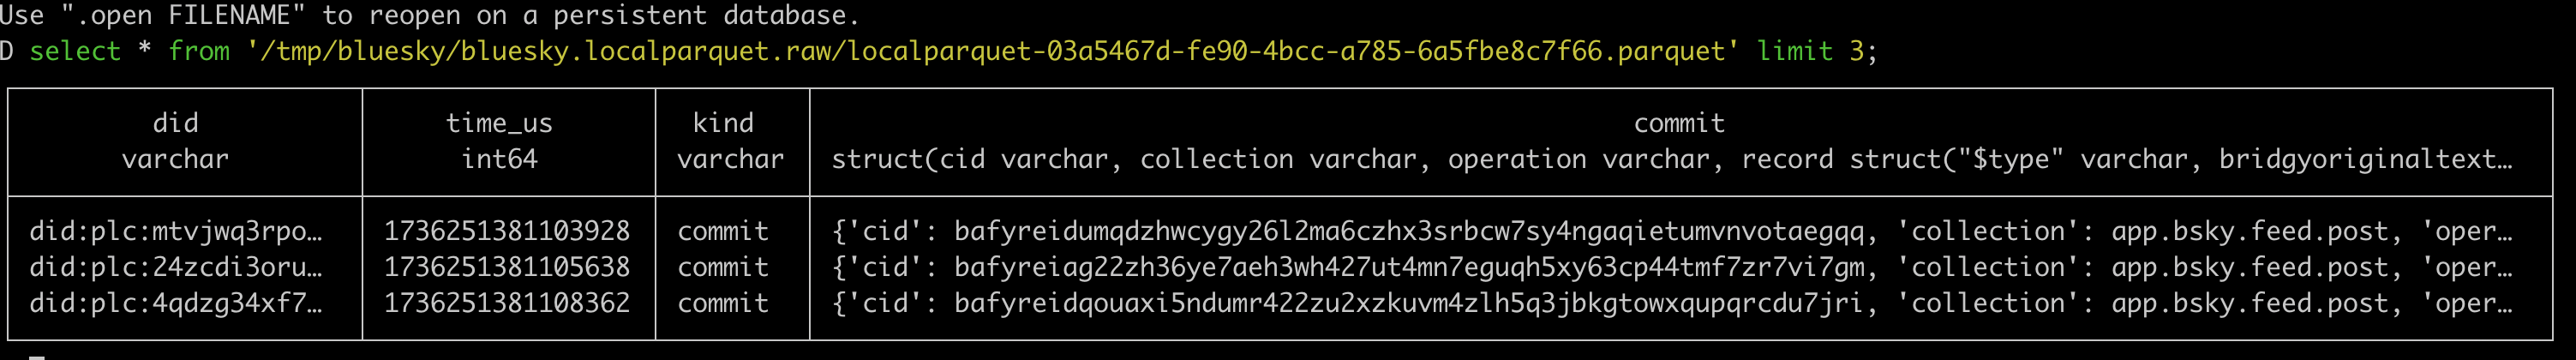 Use ".open FILENAME" to reopen on a persistent database.
D select * from '/tmp/bluesky/bluesky.localparquet.raw/localparquet-03a5467d-fe90-4bcc-a785-6a5fbe8c7f66.parquet' limit 3;
did time_us kind commit
varchar int64 varchar struct(cid varchar, collection varchar, operation varchar, record struct("$type" varchar, bridgyoriginaltext…
did:plc:mtvjwq3rpo… 1736251381103928 commit {'cid': bafyreidumqdzhwcygy26l2ma6czhx3srbcw7sy4ngaqietumvnvotaegqq, 'collection': app.bsky.feed.post, 'oper…
did:plc:24zcdi3oru… 1736251381105638 commit {'cid': bafyreiag22zh36ye7aeh3wh427ut4mn7eguqh5xy63cp44tmf7zr7vi7gm, 'collection': app.bsky.feed.post, 'oper…
did:plc:4qdzg34xf7… 1736251381108362 commit {'cid': bafyreidqouaxi5ndumr422zu2xzkuvm4zlh5q3jbkgtowxqupqrcdu7jri, 'collection': app.bsky.feed.post, 'oper…